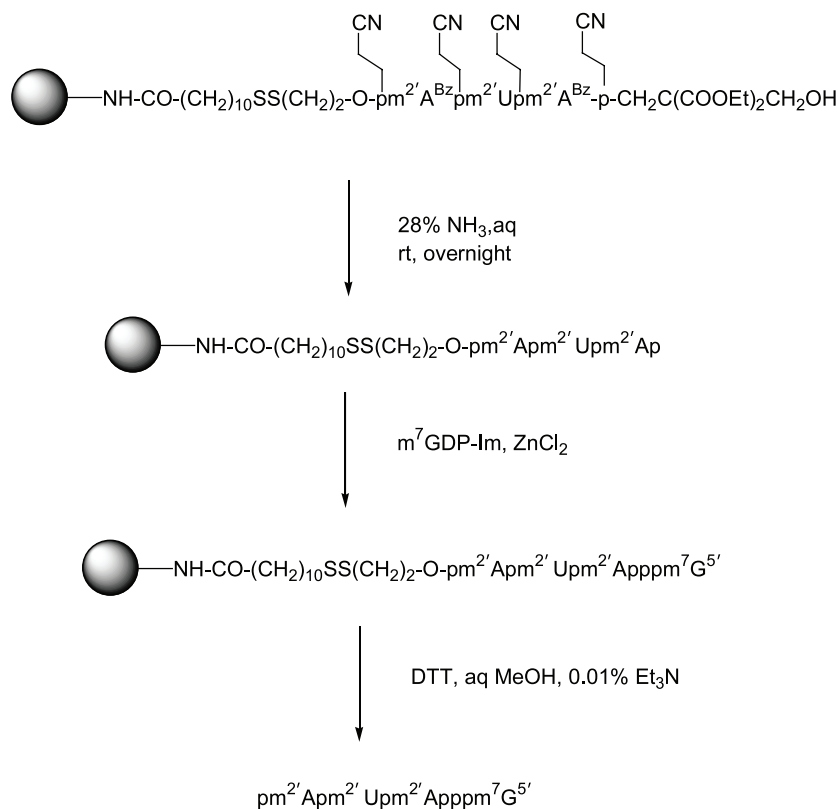 CN CN CN CN
NH-CO-(CH₂)₁₀SS(CH₂)₂-O-pm²′Aᴮᶻpm²′Upm²′Aᴮᶻ-p-CH₂C(COOEt)₂CH₂OH
28% NH₃,aq
rt, overnight
NH-CO-(CH₂)₁₀SS(CH₂)₂-O-pm²′Apm²′ Upm²′Ap
m⁷GDP-Im, ZnCl₂
NH-CO-(CH₂)₁₀SS(CH₂)₂-O-pm²′Apm²′ Upm²′Apppm⁷G⁵′
DTT, aq MeOH, 0.01% Et₃N
pm²′Apm²′ Upm²′Apppm⁷G⁵′